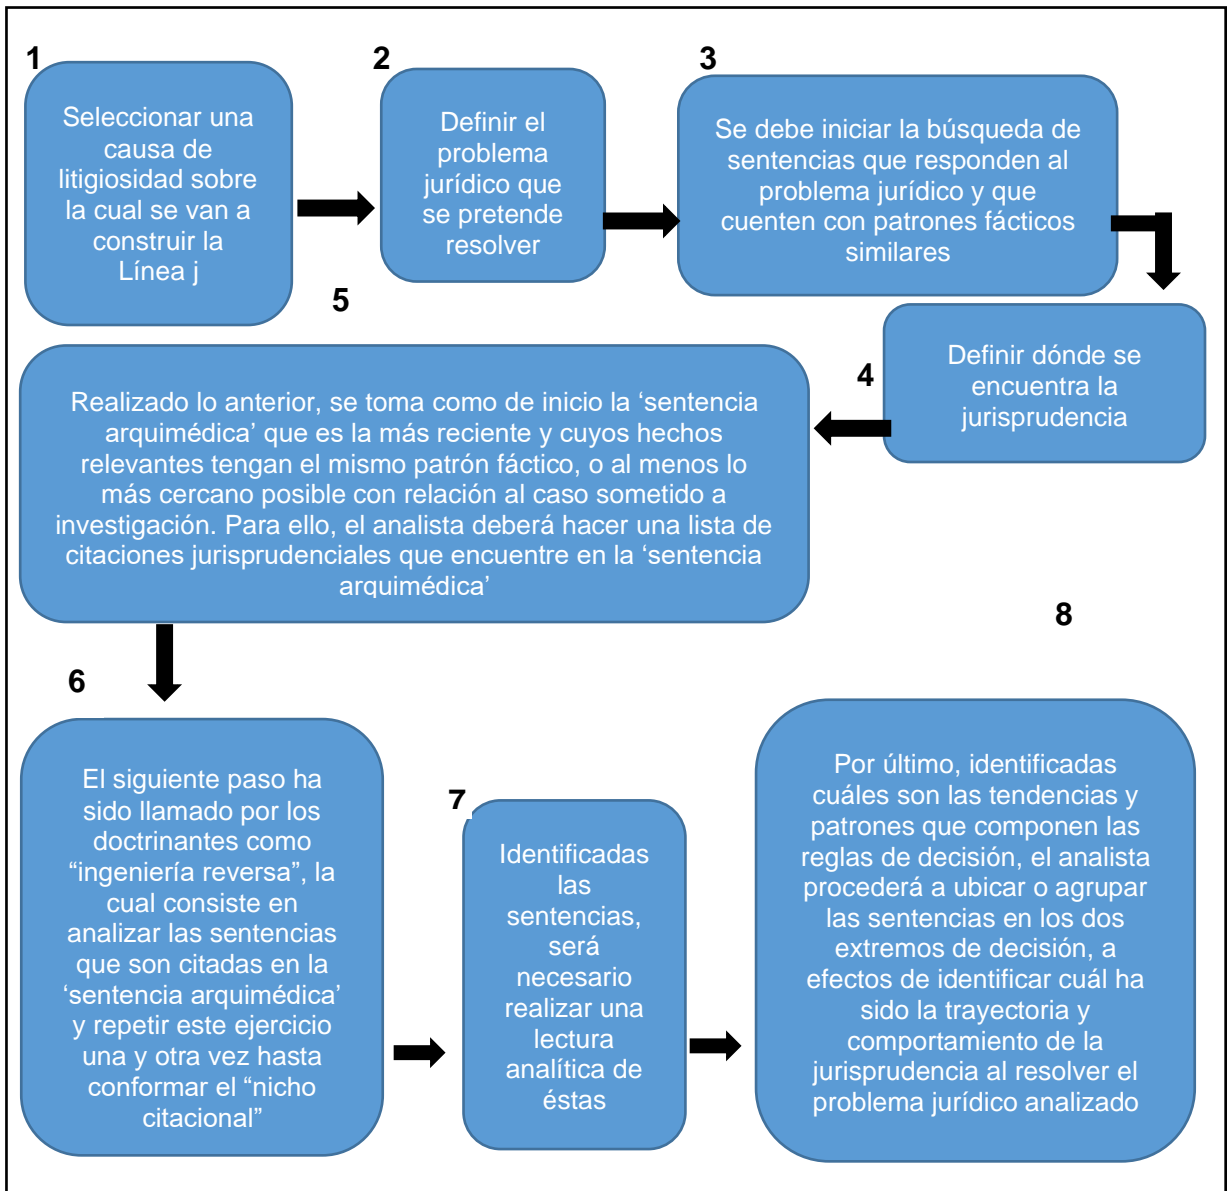 1
Seleccionar una
causa de
litigiosidad sobre
la cual se van a
construir la
Línea j
2
Definir el
problema
jurídico que
se pretende
resolver
3
Se debe iniciar la búsqueda de
sentencias que responden al
problema jurídico y que
cuenten con patrones fácticos
similares
4
Definir dónde se
encuentra la
jurisprudencia
5
Realizado lo anterior, se toma como de inicio la ‘sentencia
arquimédica’ que es la más reciente y cuyos hechos
relevantes tengan el mismo patrón fáctico, o al menos lo
más cercano posible con relación al caso sometido a
investigación. Para ello, el analista deberá hacer una lista de
citaciones jurisprudenciales que encuentre en la ‘sentencia
arquimédica’
6
El siguiente paso ha
sido llamado por los
doctrinantes como
“ingeniería reversa”, la
cual consiste en
analizar las sentencias
que son citadas en la
‘sentencia arquimédica’
y repetir este ejercicio
una y otra vez hasta
conformar el “nicho
citacional”
7
Identificadas
las
sentencias,
será
necesario
realizar una
lectura
analítica de
éstas
8
Por último, identificadas
cuáles son las tendencias y
patrones que componen las
reglas de decisión, el analista
procederá a ubicar o agrupar
las sentencias en los dos
extremos de decisión, a
efectos de identificar cuál ha
sido la trayectoria y
comportamiento de la
jurisprudencia al resolver el
problema jurídico analizado